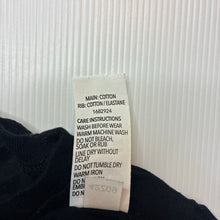 MAIN: COTTON
RIB: COTTON / ELASTANE
1682924
CARE INSTRUCTIONS
WASH BEFORE WEAR
WARM MACHINE WASH
DO NOT BLEACH,
SOAK OR RUB
LINE DRY WITHOUT
DELAY
DO NOT TUMBLE DRY
WARM IRON